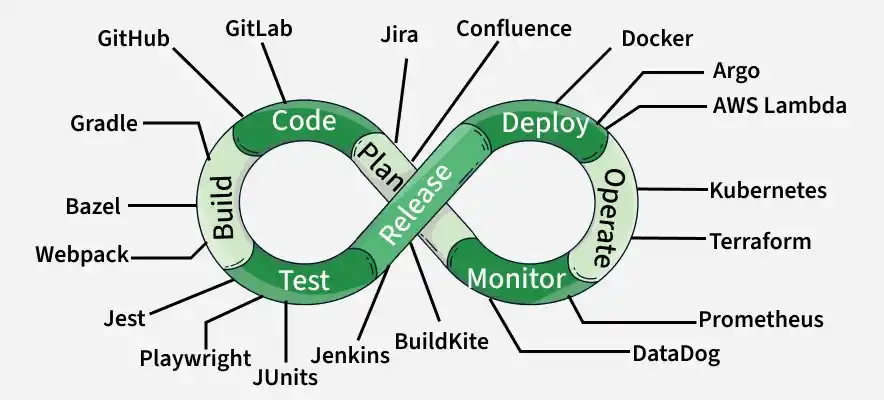 GitHub
GitLab
Jira
Confluence
Docker
Argo
AWS Lambda
Gradle
Code
Deploy
Plan
Bazel
Build
Release
Operate
Kubernetes
Webpack
Terraform
Test
Monitor
Jest
Playwright
JUnits
Jenkins
BuildKite
Prometheus
DataDog